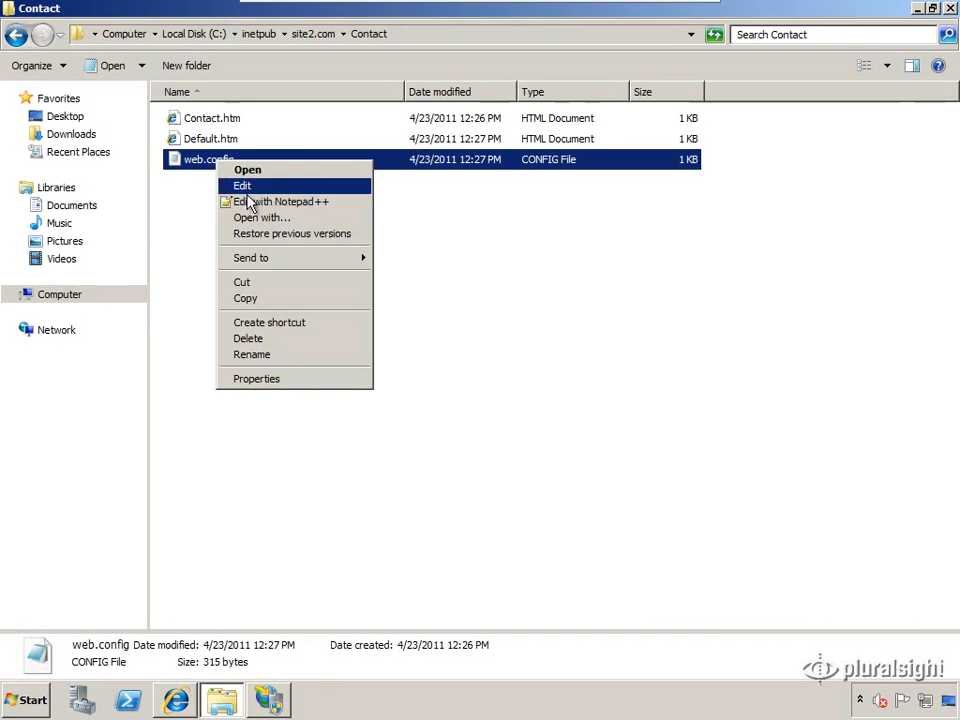 Contact
Computer Local Disk (C:) inetpub site2.com Contact
Search Contact
Organize Open New folder
Favorites
Desktop
Downloads
Recent Places
Libraries
Documents
Music
Pictures
Videos
Computer
Network
Name Date modified Type Size
Contact.htm 4/23/2011 12:26 PM HTML Document 1 KB
Default.htm 4/23/2011 12:27 PM HTML Document 1 KB
web.config 4/23/2011 12:27 PM CONFIG File 1 KB
Open
Edit
Edit with Notepad++
Open with...
Restore previous versions
Send to
Cut
Copy
Create shortcut
Delete
Rename
Properties
web.config Date modified: 4/23/2011 12:27 PM Date created: 4/23/2011 12:26 PM
CONFIG File Size: 315 bytes
pluralsight
Start